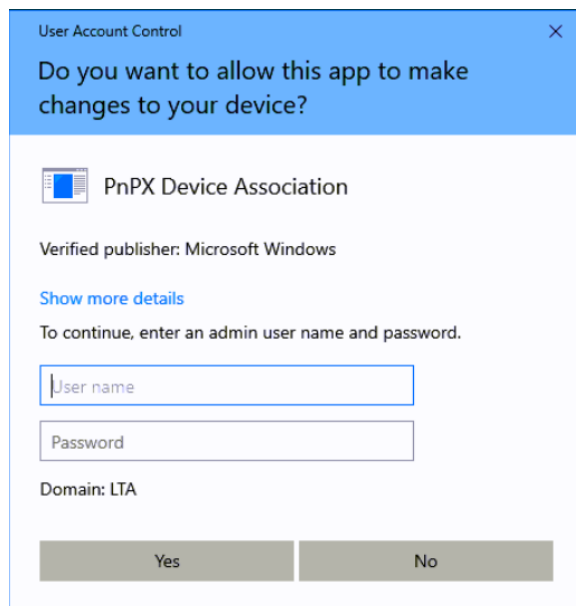 User Account Control
Do you want to allow this app to make
changes to your device?
PnPX Device Association
Verified publisher: Microsoft Windows
Show more details
To continue, enter an admin user name and password.
User name
Password
Domain: LTA
Yes
No